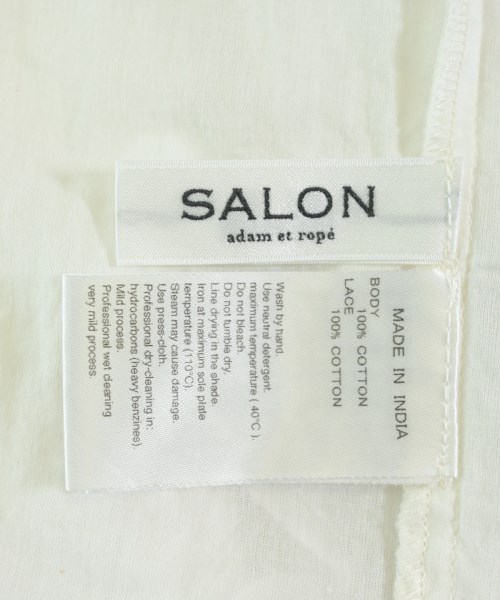 SALON
adam et ropé
MADE IN INDIA
BODY
100% COTTON
LACE
100% COTTON
Wash by hand.
Use neutral detergent.
maximum temperature ( 40°C ).
Do not bleach
Do not tumble dry.
Line drying in the shade.
Iron at maximum sole plate
temperature (110°C).
Steam may cause damage.
Use press-cloth.
Professional dry-cleaning in:
hydrocarbons (heavy benzines).
Mild process.
Professional wet cleaning
very mild process.